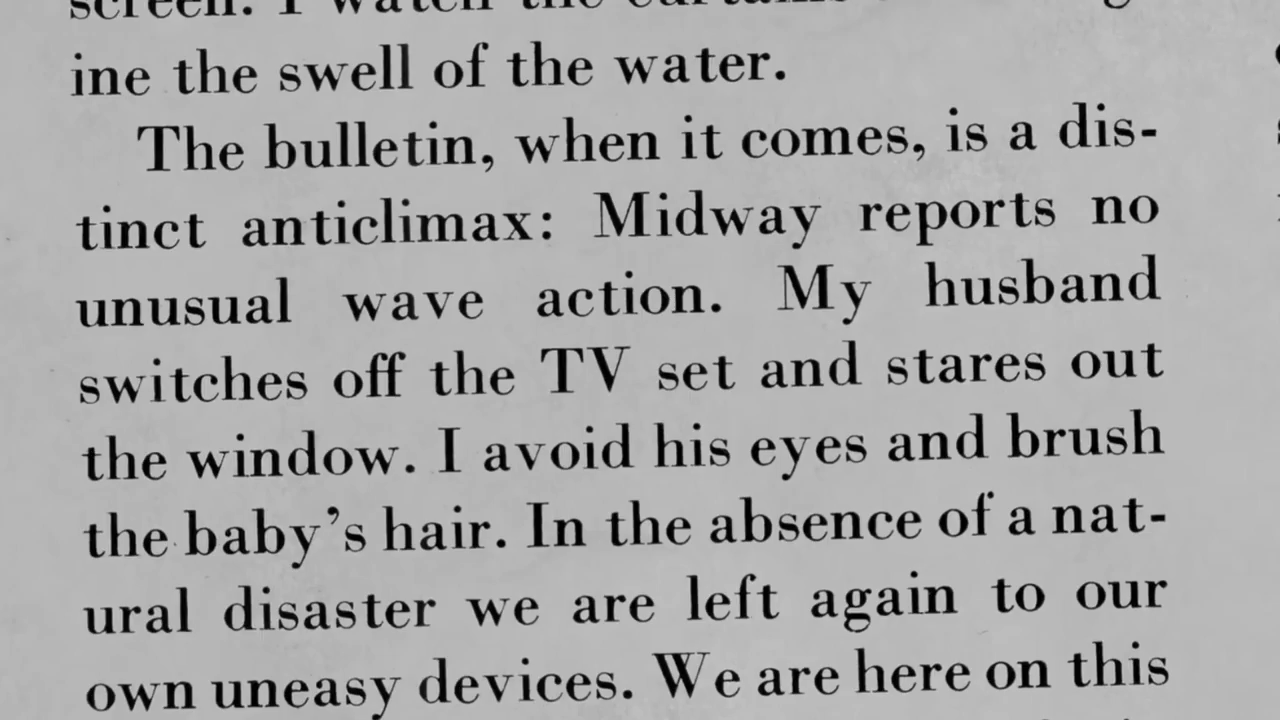 screen. I watch the
ine the swell of the water.
The bulletin, when it comes, is a dis-
tinct anticlimax: Midway reports no
unusual wave action. My husband
switches off the TV set and stares out
the window. I avoid his eyes and brush
the baby’s hair. In the absence of a nat-
ural disaster we are left again to our
own uneasy devices. We are here on this